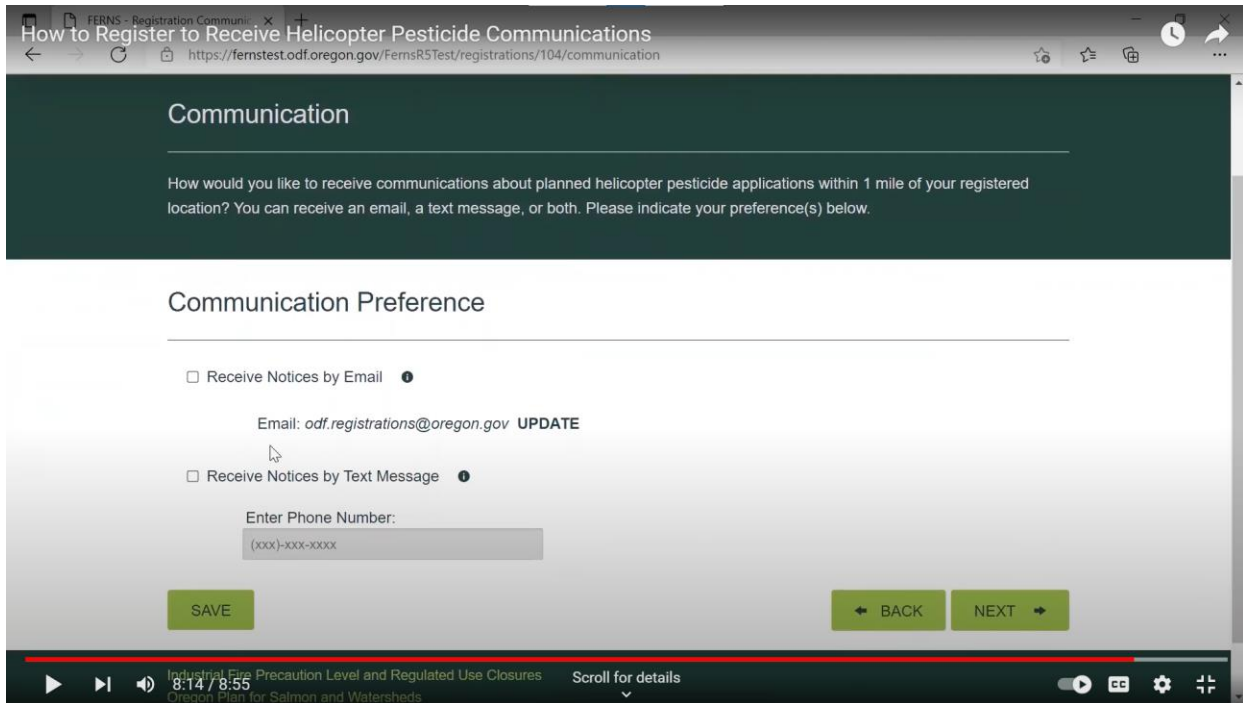 FERNS - Registration Communic
How to Register to Receive Helicopter Pesticide Communications
https://fernstest.odf.oregon.gov/FernsR5Test/registrations/104/communication
Communication
How would you like to receive communications about planned helicopter pesticide applications within 1 mile of your registered
location? You can receive an email, a text message, or both. Please indicate your preference(s) below.
Communication Preference
Receive Notices by Email
Email: odf.registrations@oregon.gov UPDATE
Receive Notices by Text Message
Enter Phone Number:
(xxx)-xxx-xxxx
SAVE
BACK
NEXT
Industrial Fire Precaution Level and Regulated Use Closures
8:14 / 8:55
Scroll for details
Oregon Plan for Salmon and Watersheds
CC